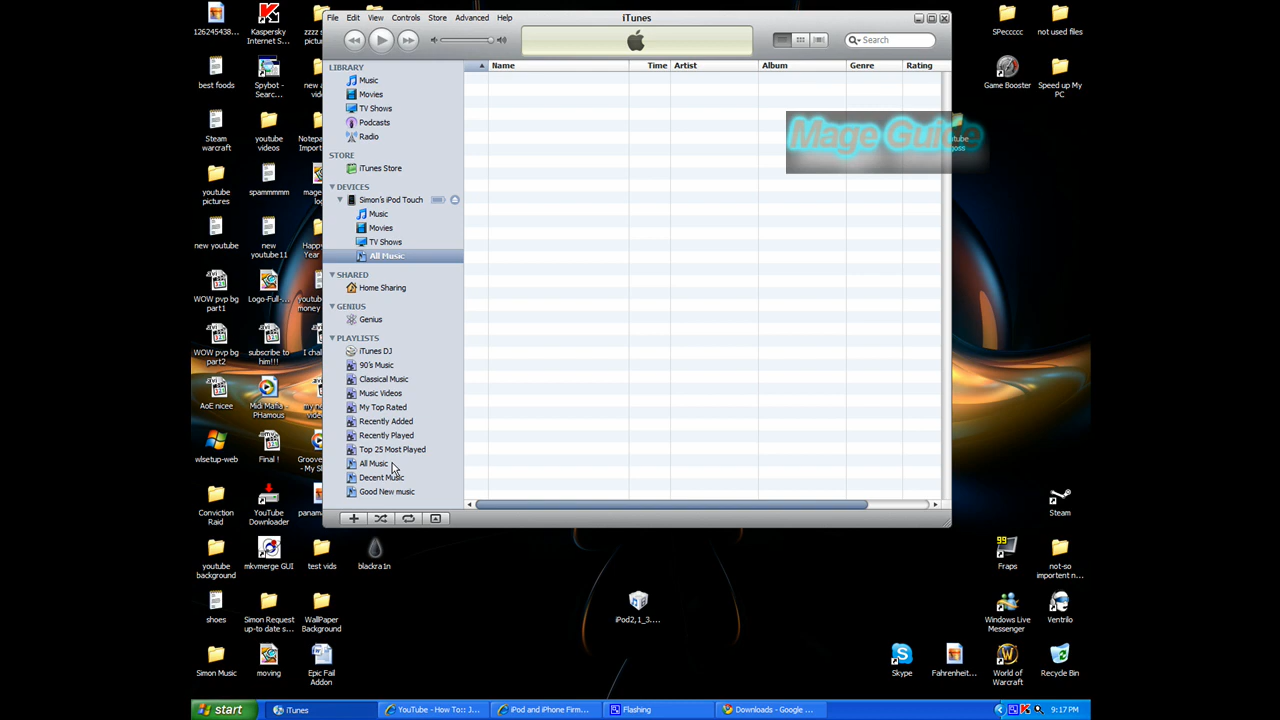 File Edit View Controls Store Advanced Help
iTunes
Search
LIBRARY
Music
Movies
TV Shows
Podcasts
Radio
STORE
iTunes Store
DEVICES
Simon's iPod Touch
Music
Movies
TV Shows
All Music
SHARED
Home Sharing
GENIUS
Genius
PLAYLISTS
iTunes DJ
90's Music
Classical Music
Music Videos
My Top Rated
Recently Added
Recently Played
Top 25 Most Played
All Music
Decent Music
Good New music
Name Time Artist Album Genre Rating
Mage Guide
126245438...
Kaspersky
Internet S...
best foods
Spybot -
Searc...
Steam
warcraft
youtube
videos
youtube
pictures
spammmmm
new youtube
new
youtube11
WOW pvp bg
part1
Logo-Full-...
WOW pvp bg
part2
subscribe to
him!!!
AoE nicee
Midi Mafia -
PHamous
wlsetup-web
Final !
Conviction
Raid
YouTube
Downloader
youtube
background
mkvmerge GUI
test vids
blackra1n
shoes
Simon Request
up-to date s...
WallPaper
Background
Simon Music
moving
Epic Fail
Addon
iPod2,1_3....
SPeccccc
not used files
Game Booster
Speed up My
PC
Steam
99
Fraps
not-so
importent n...
Windows Live
Messenger
Ventrilo
Skype
Fahrenheit...
World of
Warcraft
Recycle Bin
start
iTunes
YouTube - How To:: J...
iPod and iPhone Firm...
Flashing
Downloads - Google ...
9:17 PM